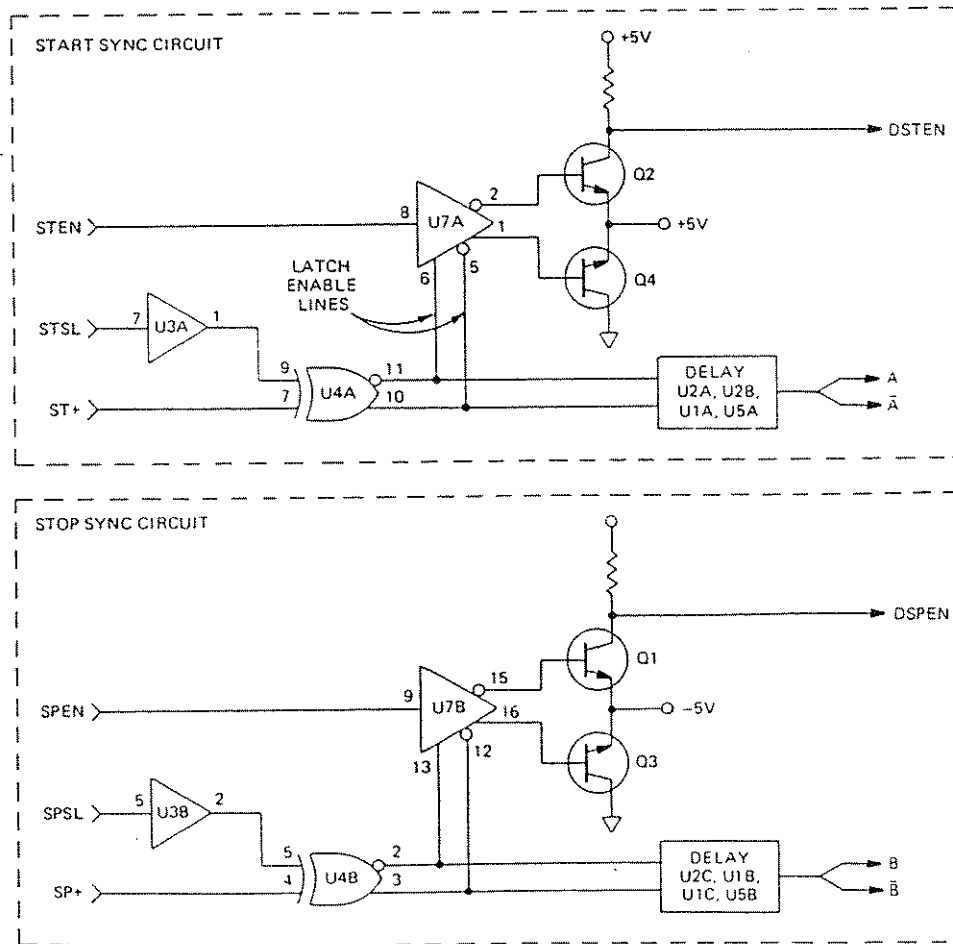 START SYNC CIRCUIT
+5V
DSTEN
Q2
2
8
U7A
1
STEN
+5V
5
LATCH
ENABLE
LINES
6
Q4
STSL
7
U3A
1
9
11
DELAY
U2A, U2B,
U1A, U5A
A
ST+
7
U4A
10
Ā
STOP SYNC CIRCUIT
DSPEN
Q1
15
9
U7B
16
SPEN
-5V
12
13
Q3
SPSL
5
U3B
2
5
2
DELAY
U2C, U1B,
U1C, U5B
B
SP+
4
U4B
3
B̄